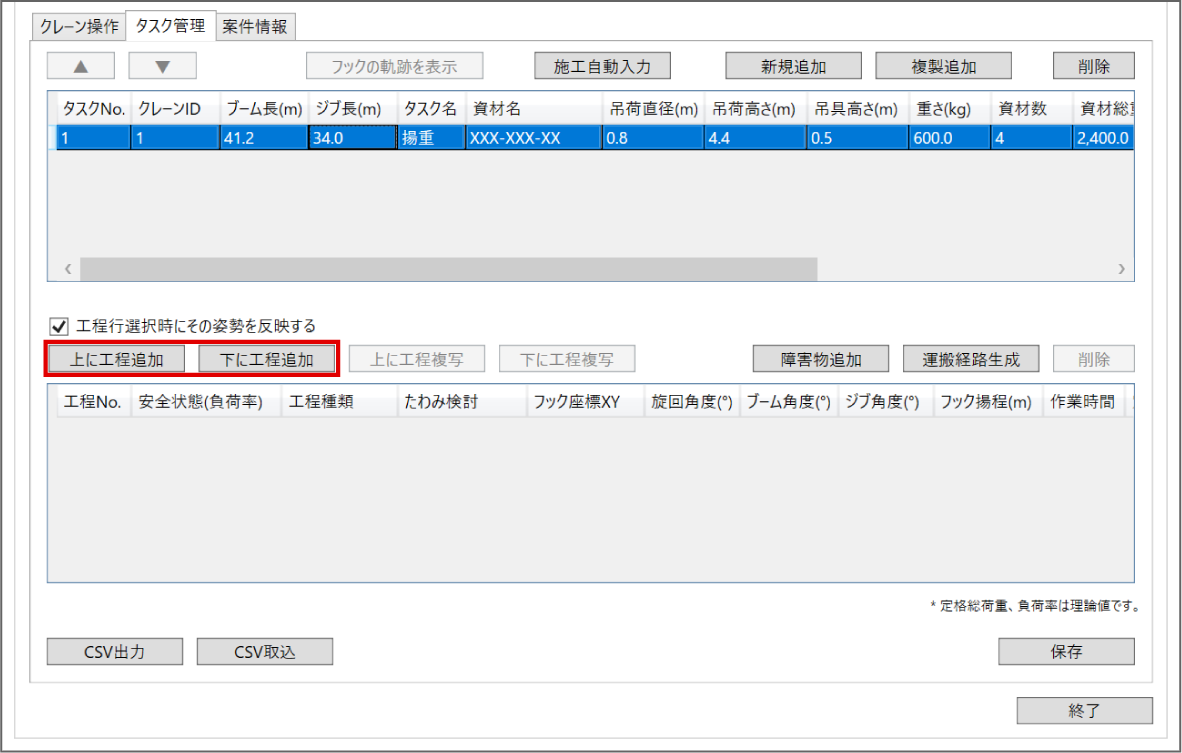 クレーン操作 タスク管理 案件情報
▲ ▼ フックの軌跡を表示 施工自動入力 新規追加 複製追加 削除
タスクNo. クレーンID ブーム長(m) ジブ長(m) タスク名 資材名 吊荷直径(m) 吊荷高さ(m) 吊具高さ(m) 重さ(kg) 資材数 資材総
1 1 41.2 34.0 揚重 XXX-XXX-XX 0.8 4.4 0.5 600.0 4 2,400.0
工程行選択時にその姿勢を反映する
上に工程追加 下に工程追加 上に工程複写 下に工程複写 障害物追加 運搬経路生成 削除
工程No. 安全状態(負荷率) 工程種類 たわみ検討 フック座標XY 旋回角度(°) ブーム角度(°) ジブ角度(°) フック揚程(m) 作業時間
* 定格総荷重、負荷率は理論値です。
CSV出力 CSV取込 保存
終了